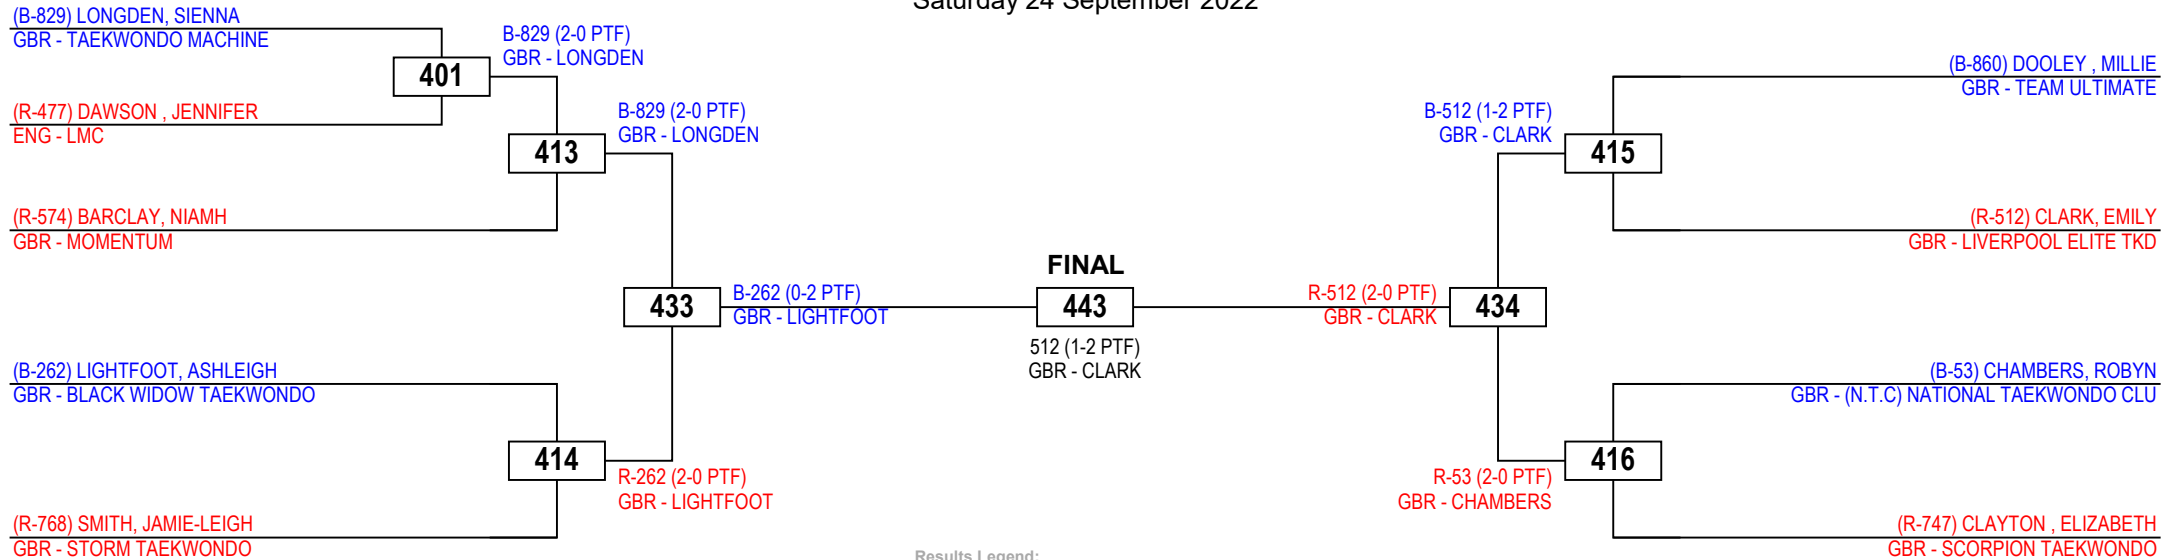 Saturday 24 September 2022
(B-829) LONGDEN, SIENNA
GBR - TAEKWONDO MACHINE
401
B-829 (2-0 PTF)
GBR - LONGDEN
(R-477) DAWSON , JENNIFER
ENG - LMC
413
B-829 (2-0 PTF)
GBR - LONGDEN
(R-574) BARCLAY, NIAMH
GBR - MOMENTUM
433
B-262 (0-2 PTF)
GBR - LIGHTFOOT
(B-262) LIGHTFOOT, ASHLEIGH
GBR - BLACK WIDOW TAEKWONDO
414
R-262 (2-0 PTF)
GBR - LIGHTFOOT
(R-768) SMITH, JAMIE-LEIGH
GBR - STORM TAEKWONDO
FINAL
443
512 (1-2 PTF)
GBR - CLARK
(B-860) DOOLEY , MILLIE
GBR - TEAM ULTIMATE
B-512 (1-2 PTF)
GBR - CLARK
415
(R-512) CLARK, EMILY
GBR - LIVERPOOL ELITE TKD
R-512 (2-0 PTF)
GBR - CLARK
434
(B-53) CHAMBERS, ROBYN
GBR - (N.T.C) NATIONAL TAEKWONDO CLU
R-53 (2-0 PTF)
GBR - CHAMBERS
416
(R-747) CLAYTON , ELIZABETH
GBR - SCORPION TAEKWONDO
Results Legend: